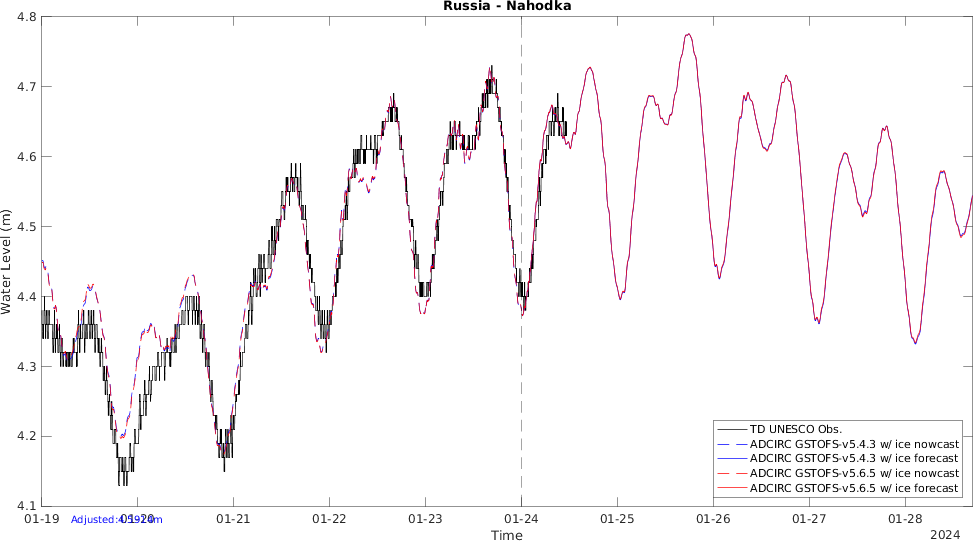 Russia - Nahodka
4.8
4.7
4.6
4.5
4.4
4.3
4.2
4.1
Water Level (m)
TD UNESCO Obs.
ADCIRC GSTOFS-v5.4.3 w/ ice nowcast
ADCIRC GSTOFS-v5.4.3 w/ ice forecast
ADCIRC GSTOFS-v5.6.5 w/ ice nowcast
ADCIRC GSTOFS-v5.6.5 w/ ice forecast
01-19 01-20 01-21 01-22 01-23 01-24 01-25 01-26 01-27 01-28
Adjusted:
Time
2024